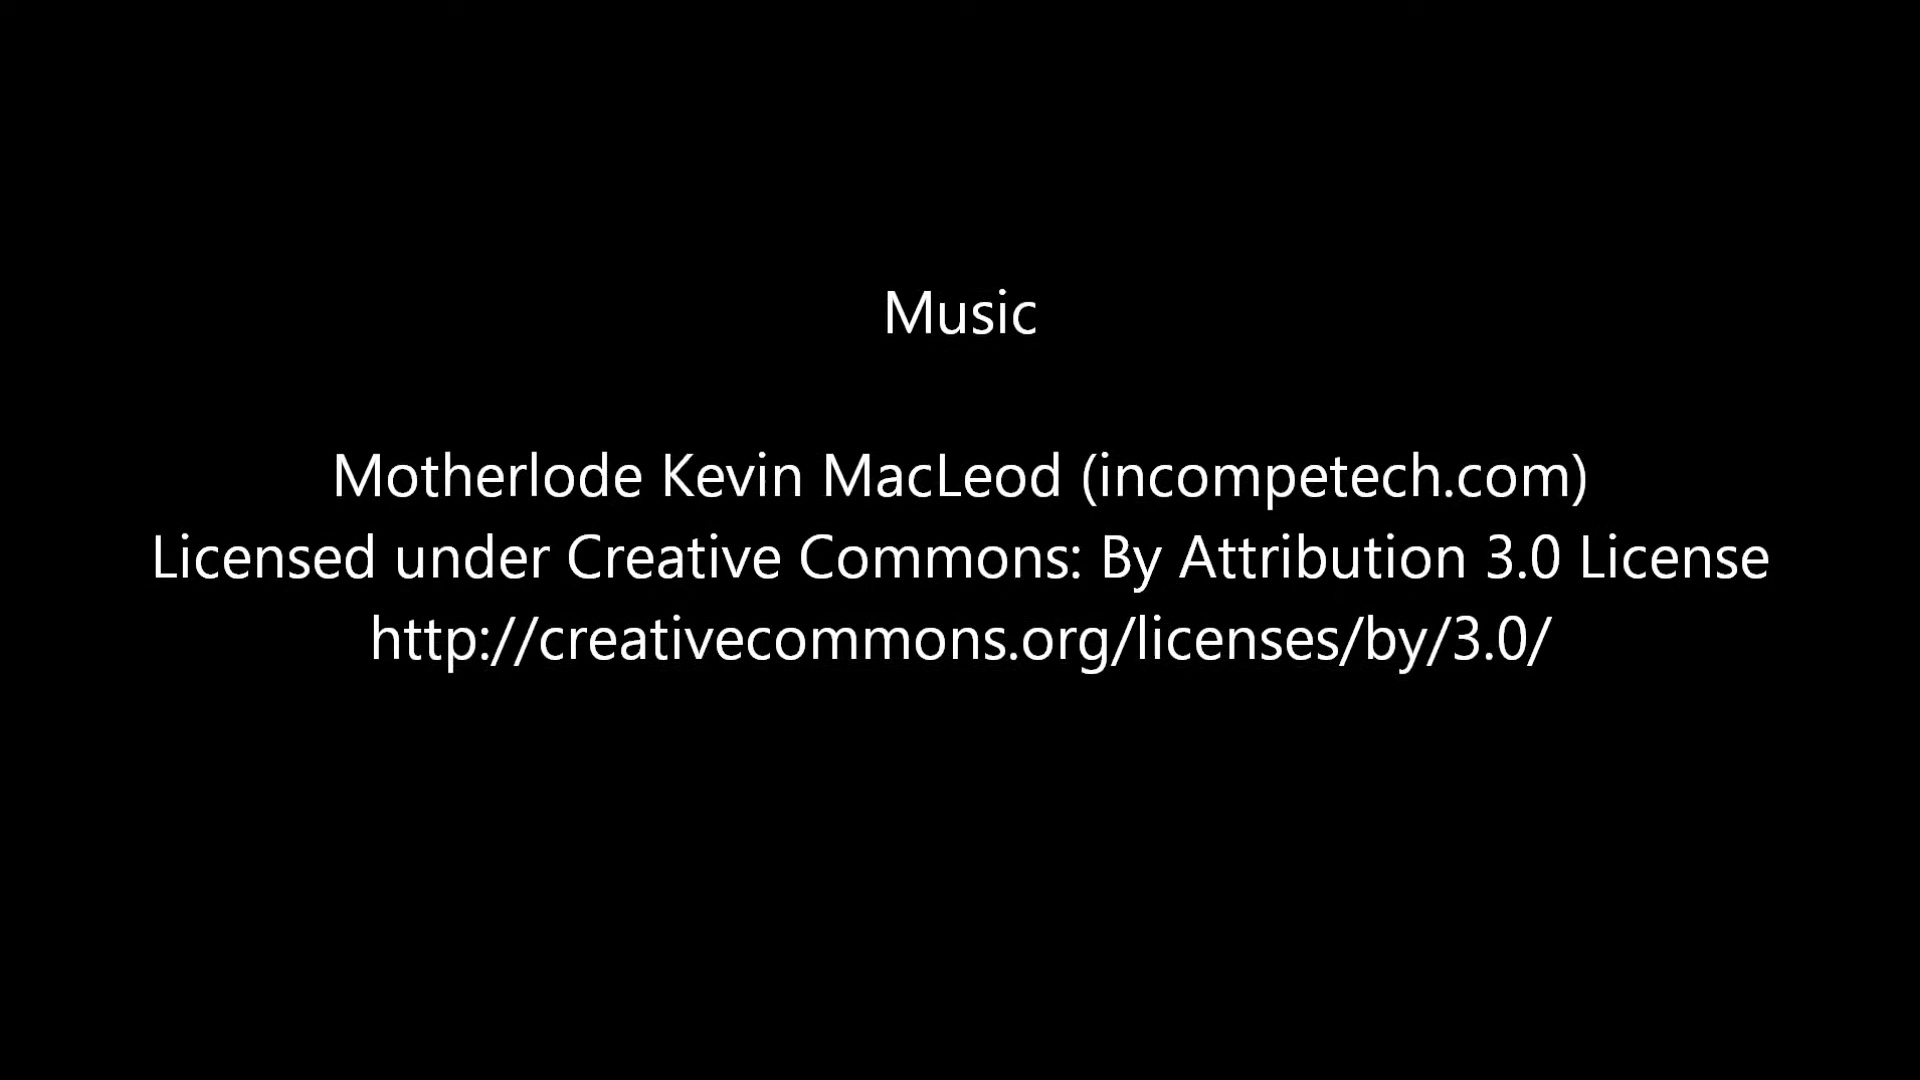 Music
Motherlode Kevin MacLeod (incompetech.com)
Licensed under Creative Commons: By Attribution 3.0 License
http://creativecommons.org/licenses/by/3.0/